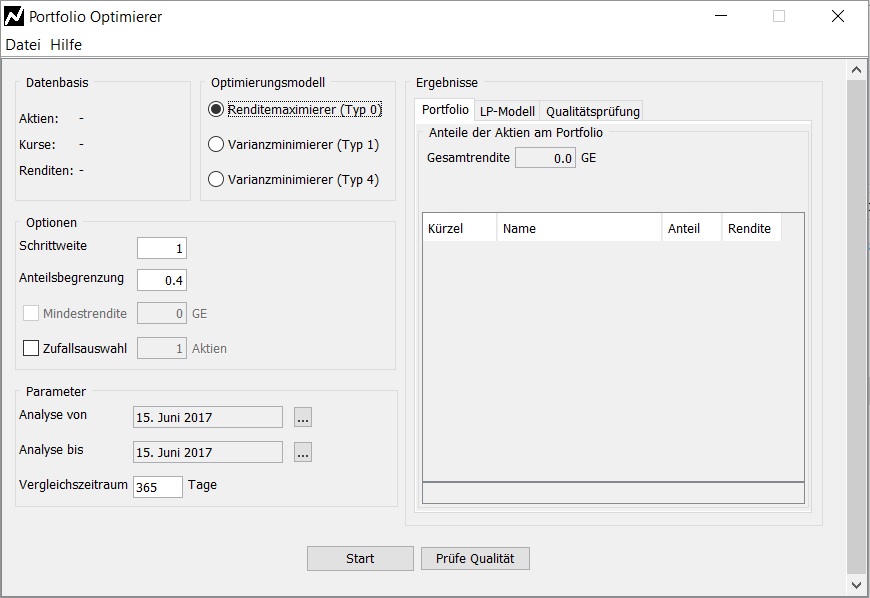 Portfolio Optimierer
Datei Hilfe
Datenbasis
Aktien: -
Kurse: -
Renditen: -
Optimierungsmodell
Renditemaximierer (Typ 0)
Varianzminimierer (Typ 1)
Varianzminimierer (Typ 4)
Optionen
Schrittweite 1
Anteilsbegrenzung 0.4
Mindestrendite 0 GE
Zufallsauswahl 1 Aktien
Parameter
Analyse von 15. Juni 2017 ...
Analyse bis 15. Juni 2017 ...
Vergleichszeitraum 365 Tage
Ergebnisse
Portfolio LP-Modell Qualitätsprüfung
Anteile der Aktien am Portfolio
Gesamtrendite 0.0 GE
Kürzel Name Anteil Rendite
Start Prüfe Qualität